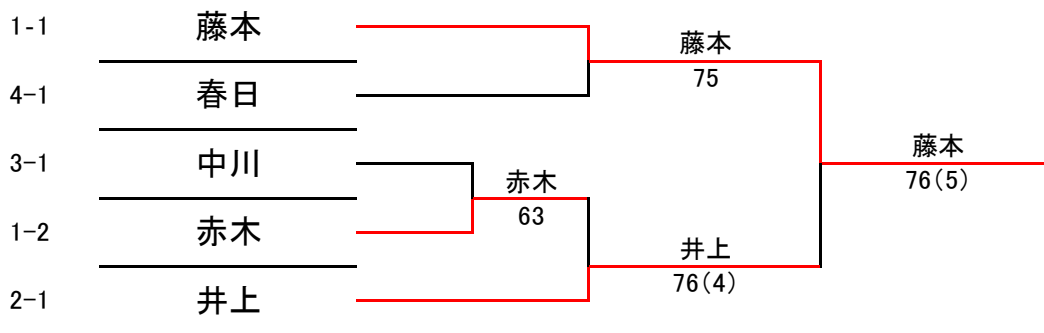 1-1 藤本
4-1 春日
3-1 中川
1-2 赤木
2-1 井上
赤木
63
藤本
75
井上
76(4)
藤本
76(5)